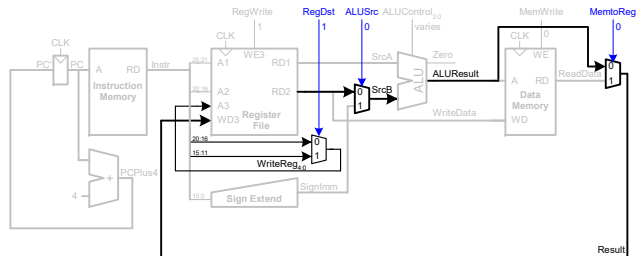 RegWrite RegDst ALUSrc ALUControl2:0 MemWrite MemtoReg
1 1 0 varies 0 0
CLK CLK CLK
PC' PC A RD Instruction Memory Instr
25:21 A1 WE3 RD1 SrcA Zero
20:16 A2 RD2 0 1 SrcB ALU ALUResult
A3 WD3 Register File
WE A RD Data Memory WD ReadData 0 1
WriteData
20:16 0
15:11 1
WriteReg4:0
PCPlus4
+
4
SignImm
15:0 Sign Extend
Result